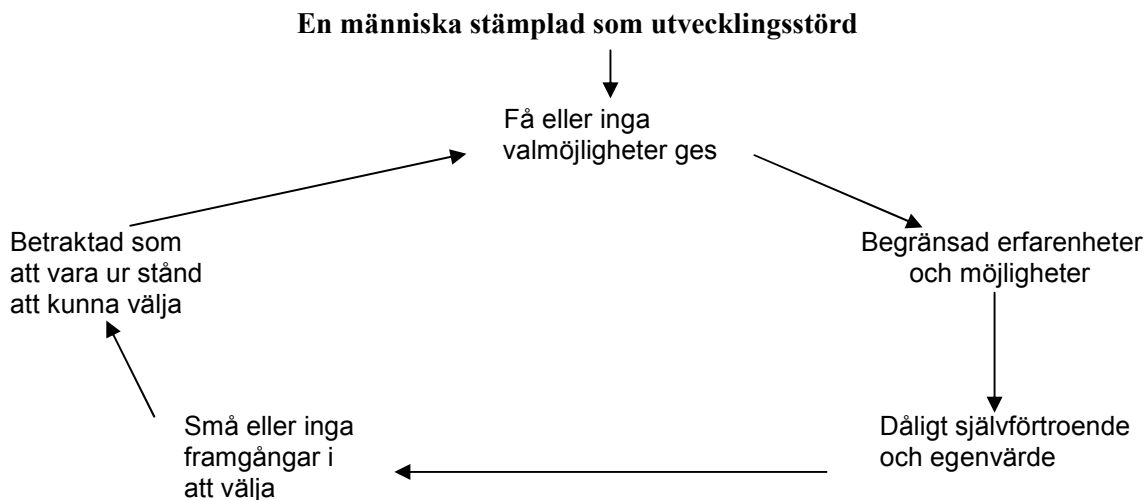 En människa stämplad som utvecklingsstörd
Få eller inga
valmöjligheter ges
Begränsad erfarenheter
och möjligheter
Dåligt självförtroende
och egenvärde
Små eller inga
framgångar i
att välja
Betraktad som
att vara ur stånd
att kunna välja